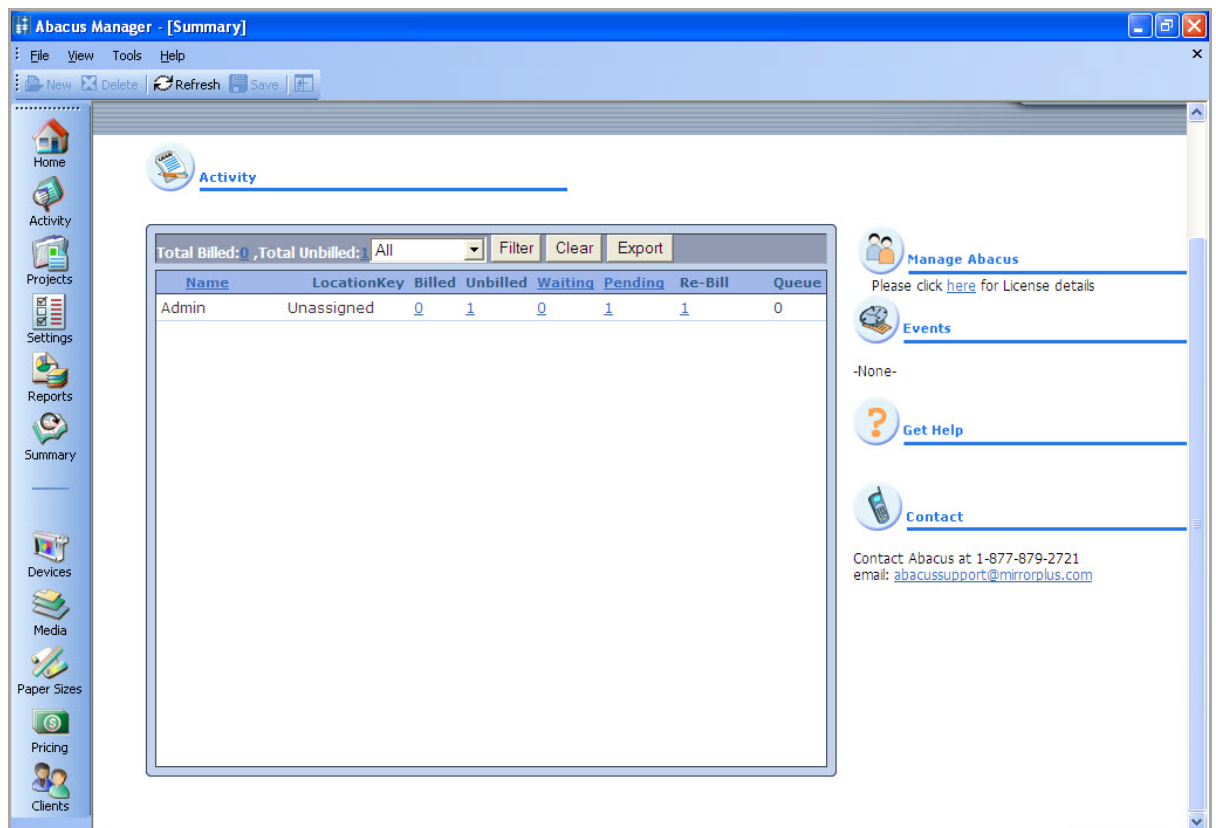 Abacus Manager - [Summary]
File View Tools Help
New Delete Refresh Save
Home
Activity
Projects
Settings
Reports
Summary
Devices
Media
Paper Sizes
Pricing
Clients
Activity
Total Billed:0 ,Total Unbilled:1 All Filter Clear Export
Name LocationKey Billed Unbilled Waiting Pending Re-Bill Queue
Admin Unassigned 0 1 0 1 1 0
Manage Abacus
Please click here for License details
Events
-None-
Get Help
Contact
Contact Abacus at 1-877-879-2721
email: abacussupport@mirrorplus.com